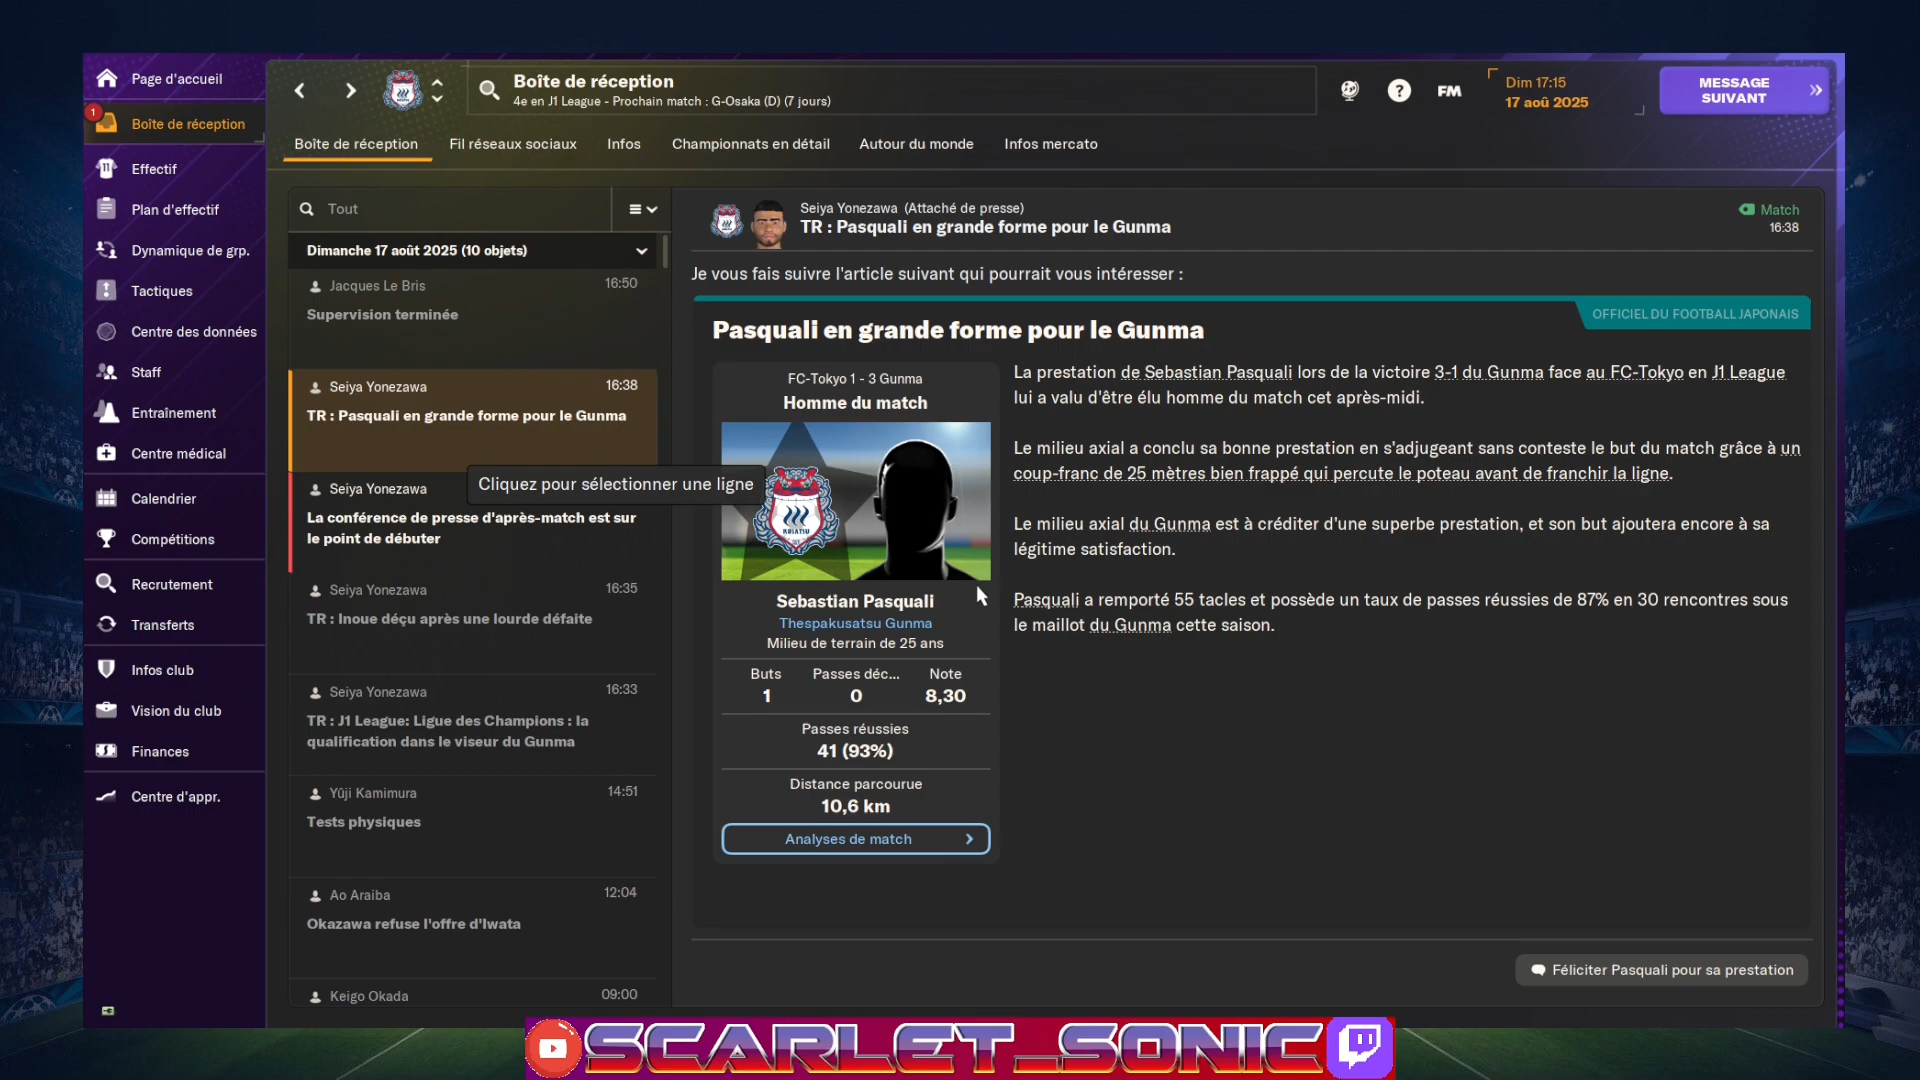 Page d'accueil
1
Boîte de réception
Effectif
Plan d'effectif
Dynamique de grp.
Tactiques
Centre des données
Staff
Entraînement
Centre médical
Calendrier
Compétitions
Recrutement
Transferts
Infos club
Vision du club
Finances
Centre d'appr.
Boîte de réception
4e en J1 League - Prochain match : G-Osaka (D) (7 jours)
FM
Dim 17:15
17 aoû 2025
MESSAGE
SUIVANT
Boîte de réception
Fil réseaux sociaux
Infos
Championnats en détail
Autour du monde
Infos mercato
Tout
Dimanche 17 août 2025 (10 objets)
Jacques Le Bris 16:50
Supervision terminée
Seiya Yonezawa 16:38
TR : Pasquali en grande forme pour le Gunma
Cliquez pour sélectionner une ligne
Seiya Yonezawa
La conférence de presse d'après-match est sur
le point de débuter
Seiya Yonezawa 16:35
TR : Inoue déçu après une lourde défaite
Seiya Yonezawa 16:33
TR : J1 League: Ligue des Champions : la
qualification dans le viseur du Gunma
Yūji Kamimura 14:51
Tests physiques
Ao Araiba 12:04
Okazawa refuse l'offre d'Iwata
Keigo Okada 09:00
Seiya Yonezawa (Attaché de presse)
TR : Pasquali en grande forme pour le Gunma
Match
16:38
Je vous fais suivre l'article suivant qui pourrait vous intéresser :
OFFICIEL DU FOOTBALL JAPONAIS
Pasquali en grande forme pour le Gunma
FC-Tokyo 1 - 3 Gunma
Homme du match
KUSATSU
Sebastian Pasquali
Thespakusatsu Gunma
Milieu de terrain de 25 ans
Buts Passes déc... Note
1 0 8,30
Passes réussies
41 (93%)
Distance parcourue
10,6 km
Analyses de match
La prestation de Sebastian Pasquali lors de la victoire 3-1 du Gunma face au FC-Tokyo en J1 League
lui a valu d'être élu homme du match cet après-midi.
Le milieu axial a conclu sa bonne prestation en s'adjugeant sans conteste le but du match grâce à un
coup-franc de 25 mètres bien frappé qui percute le poteau avant de franchir la ligne.
Le milieu axial du Gunma est à créditer d'une superbe prestation, et son but ajoutera encore à sa
légitime satisfaction.
Pasquali a remporté 55 tacles et possède un taux de passes réussies de 87% en 30 rencontres sous
le maillot du Gunma cette saison.
Féliciter Pasquali pour sa prestation
SCARLET_SONIC